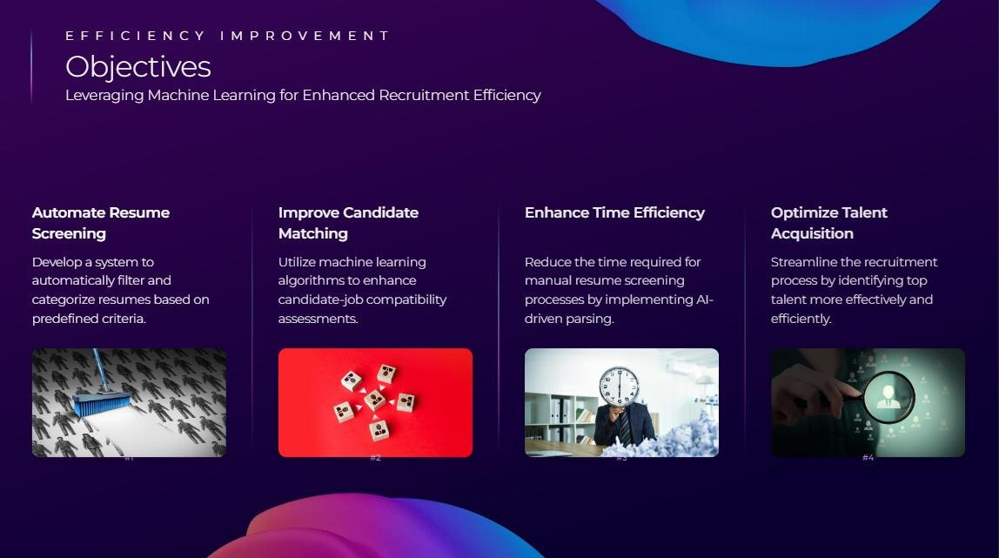 EFFICIENCY IMPROVEMENT
Objectives
Leveraging Machine Learning for Enhanced Recruitment Efficiency
Automate Resume
Screening
Develop a system to
automatically filter and
categorize resumes based on
predefined criteria.
#1
Improve Candidate
Matching
Utilize machine learning
algorithms to enhance
candidate-job compatibility
assessments.
#2
Enhance Time Efficiency
Reduce the time required for
manual resume screening
processes by implementing AI-
driven parsing.
#3
Optimize Talent
Acquisition
Streamline the recruitment
process by identifying top
talent more effectively and
efficiently.
#4